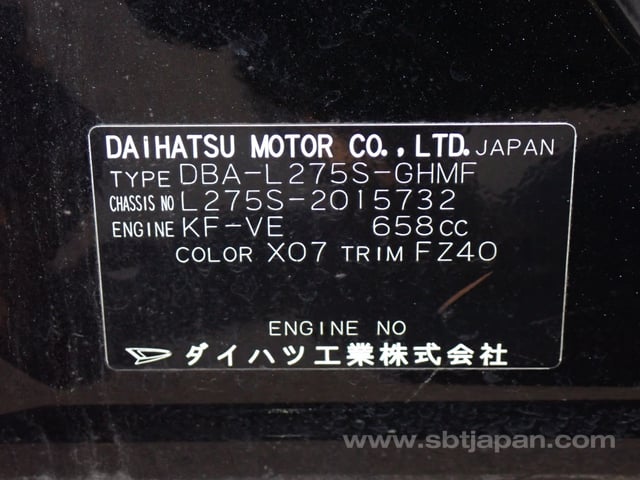 DAIHATSU MOTOR CO.,LTD. JAPAN
TYPE DBA-L275S-GHMF
CHASSIS NO L275S-2015732
ENGINE KF-VE 658cc
COLOR X07 TRIM FZ40
ENGINE NO
ダイハツ工業株式会社
www.sbtjapan.com